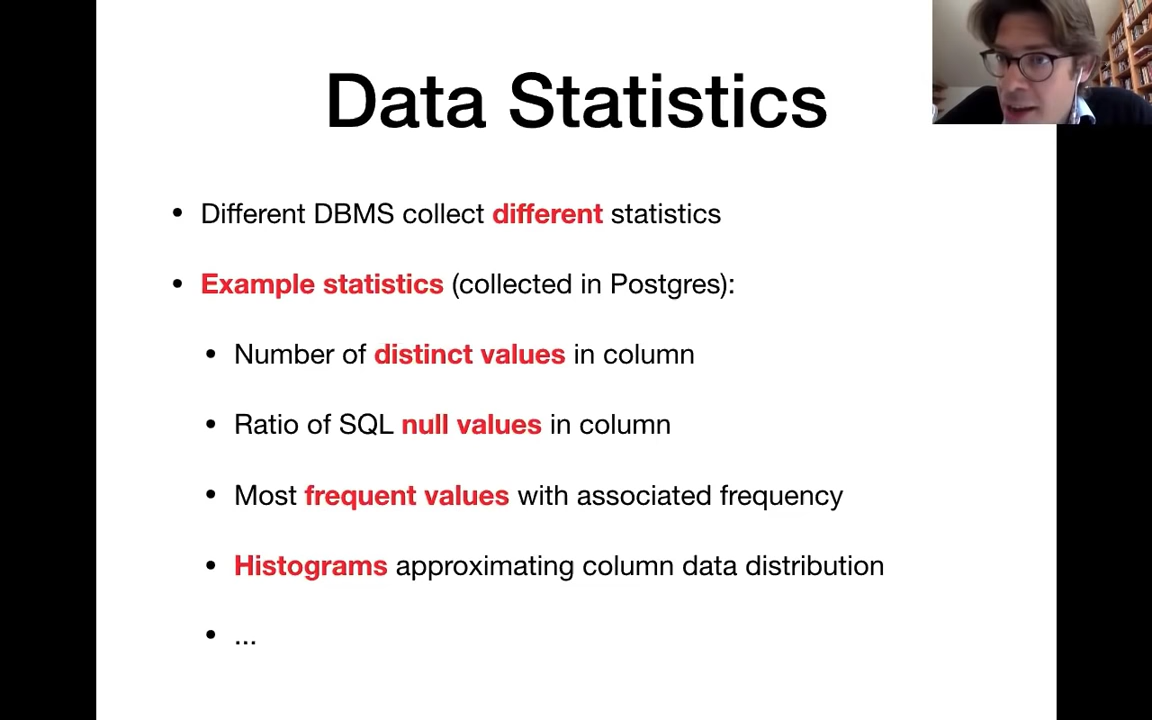 Data Statistics
• Different DBMS collect different statistics
• Example statistics (collected in Postgres):
• Number of distinct values in column
• Ratio of SQL null values in column
• Most frequent values with associated frequency
• Histograms approximating column data distribution
• ...